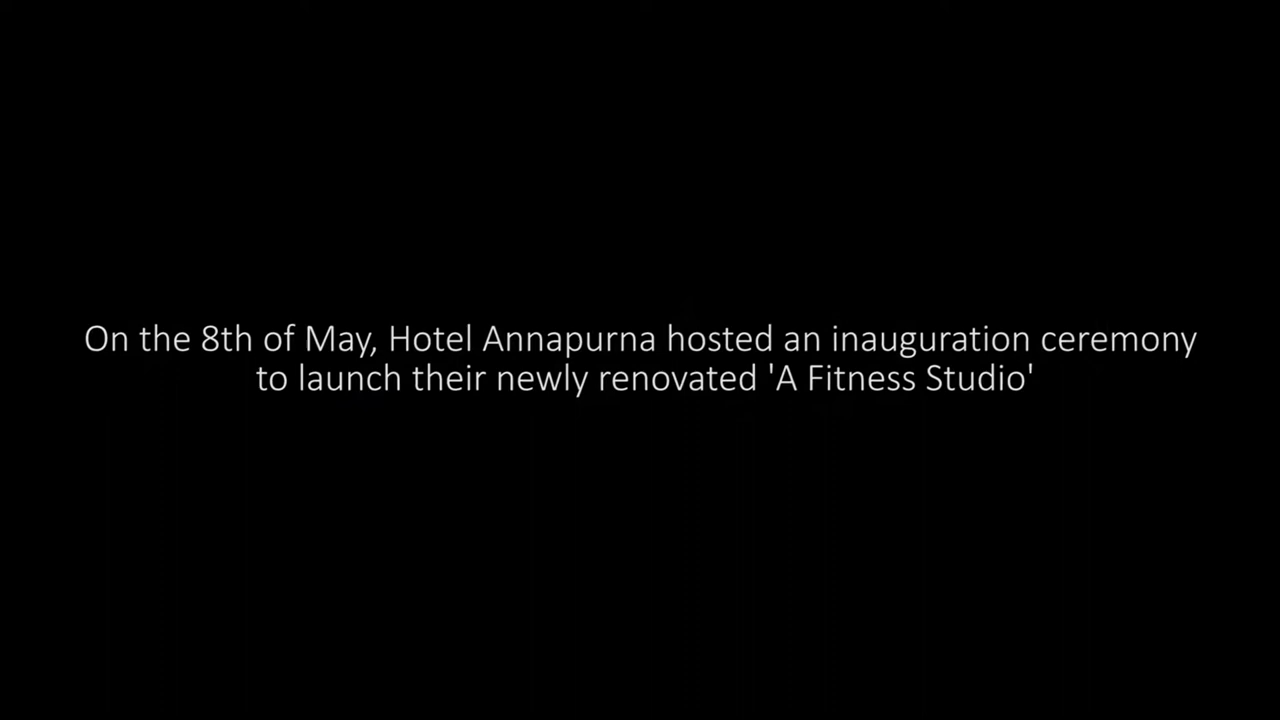 On the 8th of May, Hotel Annapurna hosted an inauguration ceremony
to launch their newly renovated 'A Fitness Studio'